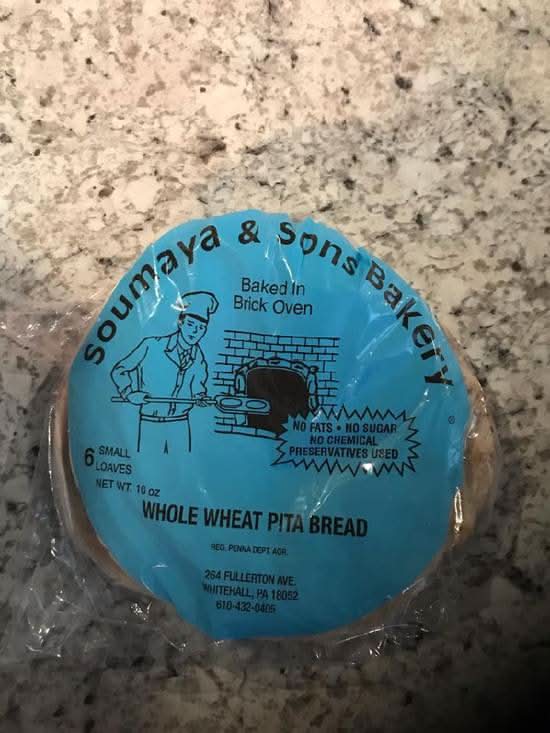 Soumaya & Sons Bakery
Baked In
Brick Oven
NO FATS • NO SUGAR
NO CHEMICAL
PRESERVATIVES USED
6 SMALL
LOAVES
NET WT. 10 OZ
WHOLE WHEAT PITA BREAD
REG. PENNA DEPT. AGR.
264 FULLERTON AVE.
WHITEHALL, PA 18052
610-432-0405